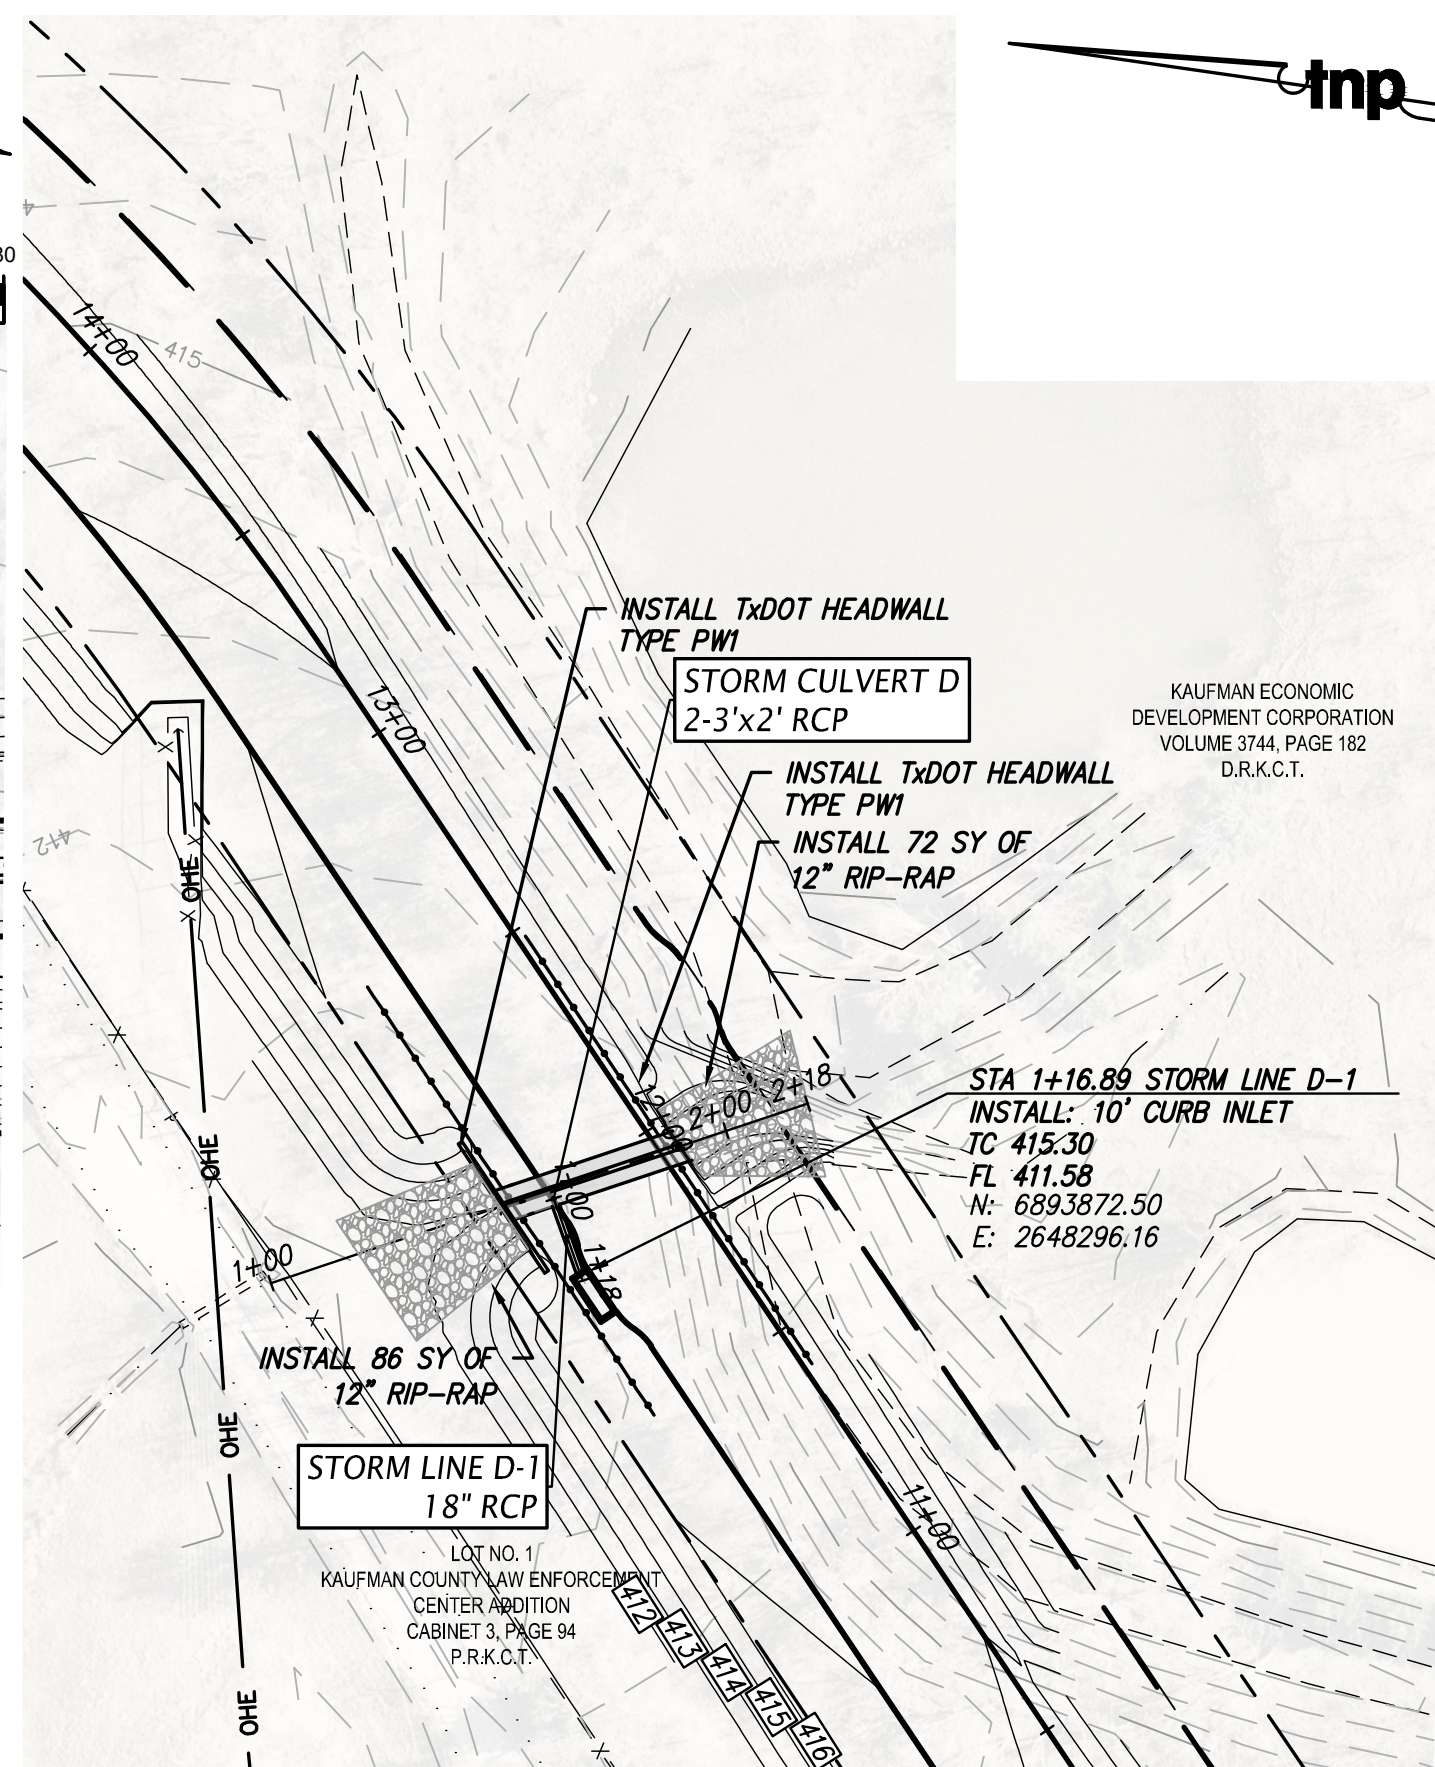 tnp
30
14+00
415
INSTALL TxDOT HEADWALL
TYPE PW1
STORM CULVERT D
2-3'x2' RCP
KAUFMAN ECONOMIC
DEVELOPMENT CORPORATION
VOLUME 3744, PAGE 182
D.R.K.C.T.
13+00
INSTALL TxDOT HEADWALL
TYPE PW1
INSTALL 72 SY OF
12" RIP-RAP
412
X
X
X
X OHE
STA 1+16.89 STORM LINE D-1
INSTALL: 10' CURB INLET
TC 415.30
FL 411.58
N: 6893872.50
E: 2648296.16
2+00
2+18
12+00
OHE
1+00
1+18
1+00
INSTALL 86 SY OF
12" RIP-RAP
OHE
STORM LINE D-1
18" RCP
11+00
LOT NO. 1
KAUFMAN COUNTY LAW ENFORCEMENT
CENTER ADDITION
CABINET 3, PAGE 94
P.R.K.C.T.
412
413
414
415
416
OHE